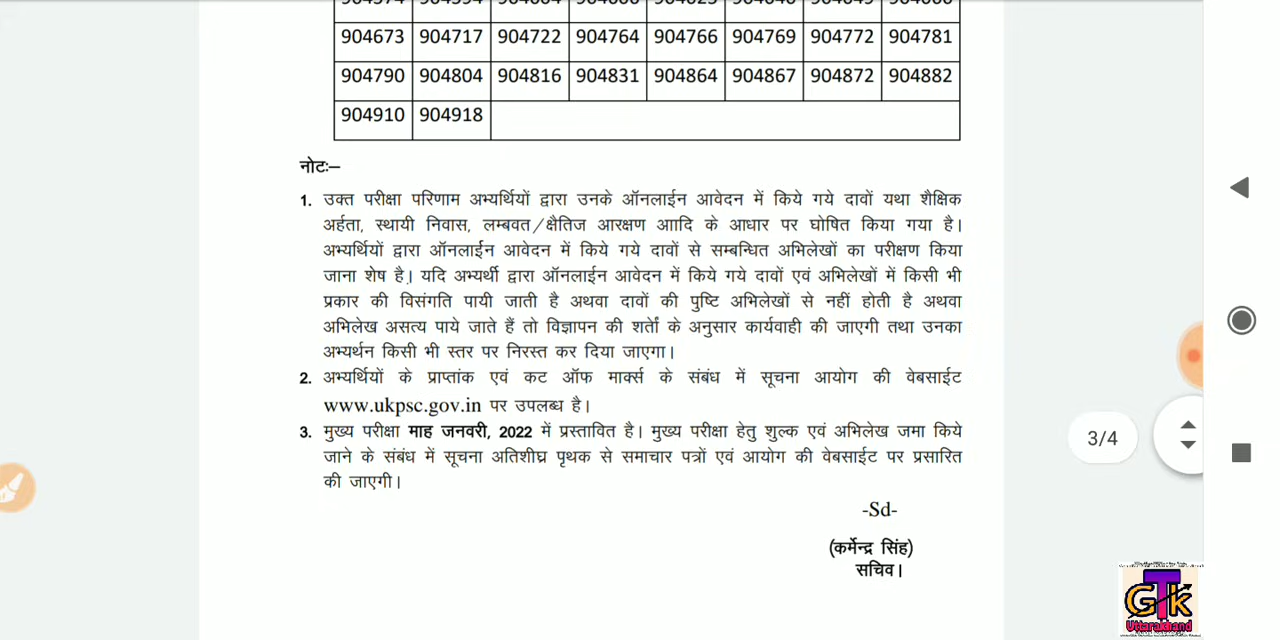 904673 904717 904722 904764 904766 904769 904772 904781
904790 904804 904816 904831 904864 904867 904872 904882
904910 904918
नोटः–
1. उक्त परीक्षा परिणाम अभ्यर्थियों द्वारा उनके ऑनलाईन आवेदन में किये गये दावों यथा शैक्षिक
अर्हता, स्थायी निवास, लम्बवत/क्षैतिज आरक्षण आादि के आधार पर घोषित किया गया है।
अभ्यर्थियों द्वारा ऑनलाईन आवेदन में किये गये दावों से सम्बन्धित अभिलेखों का परीक्षण किया
जाना शेष है। यदि अभ्यर्थी द्वारा ऑनलाईन आवेदन में किये गये दावों एवं अभिलेखों में किसी भी
प्रकार की विसंगति पायी जाती है अथवा दावों की पुष्टि अभिलेखों से नहीं होती है अथवा
अभिलेख असत्य पाये जाते हैं तो विज्ञापन की शर्तों के अनुसार कार्यवाही की जाएगी तथा उनका
अभ्यर्थन किसी भी स्तर पर निरस्त कर दिया जाएगा।
2. अभ्यर्थियों के प्राप्तांक एवं कट ऑफ मार्क्स के संबंध में सूचना आयोग की वेबसाईट
www.ukpsc.gov.in पर उपलब्ध है।
3. मुख्य परीक्षा माह जनवरी, 2022 में प्रस्तावित है। मुख्य परीक्षा हेतु शुल्क एवं अभिलेख जमा किये
जाने के संबंध में सूचना अतिशीघ्र पृथक से समाचार पत्रों एवं आयोग की वेबसाईट पर प्रसारित
की जाएगी।
-Sd-
(कर्मेन्द्र सिंह)
सचिव।
3/4
GTK
Uttarakhand